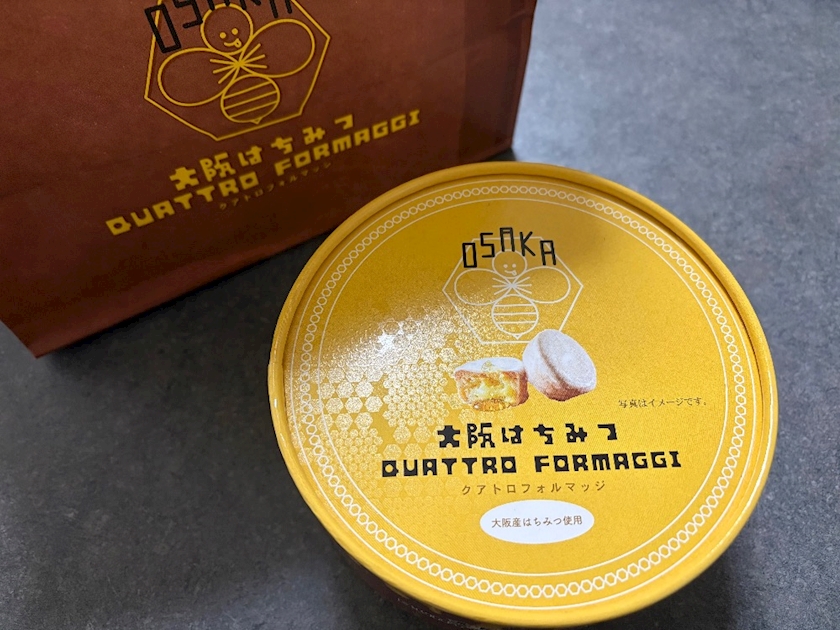 OSAKA
大阪はちみつ
QUATTRO FORMAGGI
クアトロフォルマッジ
OSAKA
写真はイメージです。
大阪はちみつ
QUATTRO FORMAGGI
クアトロフォルマッジ
大阪産はちみつ使用